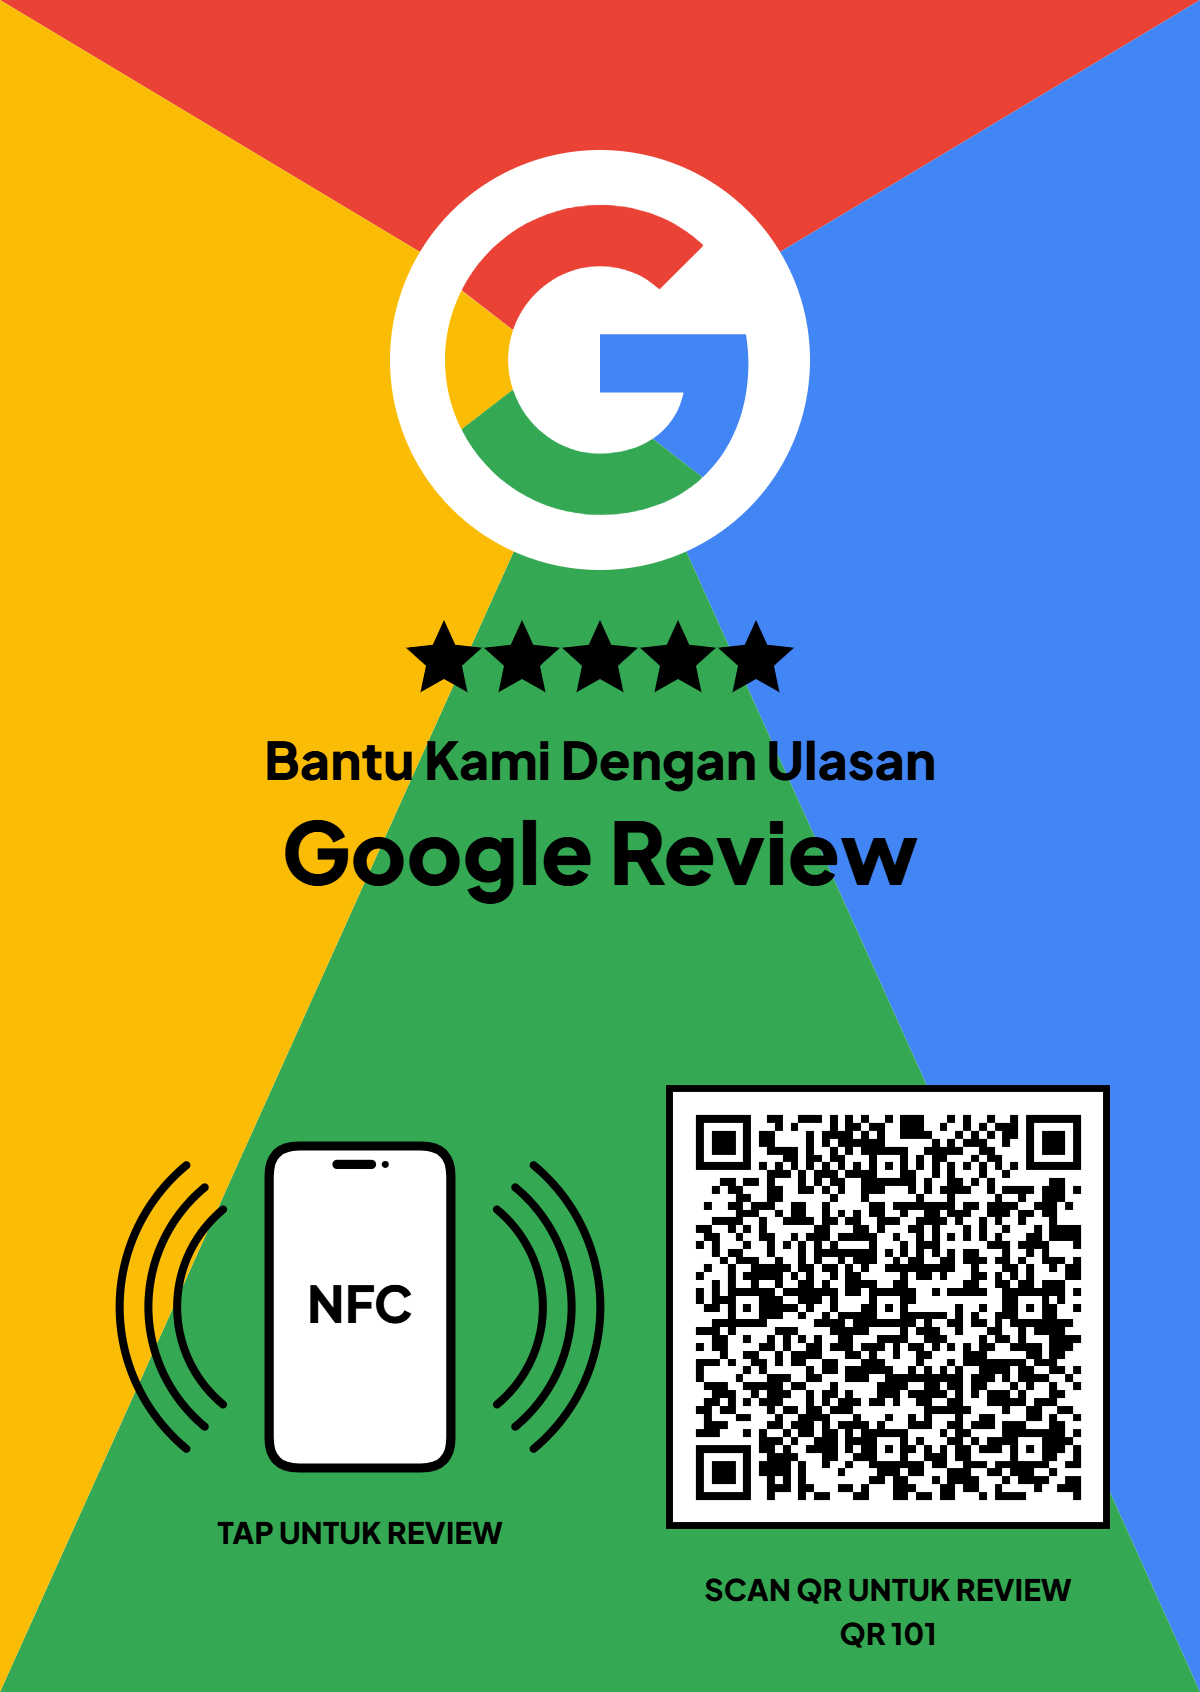 Bantu Kami Dengan Ulasan
Google Review
NFC
TAP UNTUK REVIEW
SCAN QR UNTUK REVIEW
QR 101